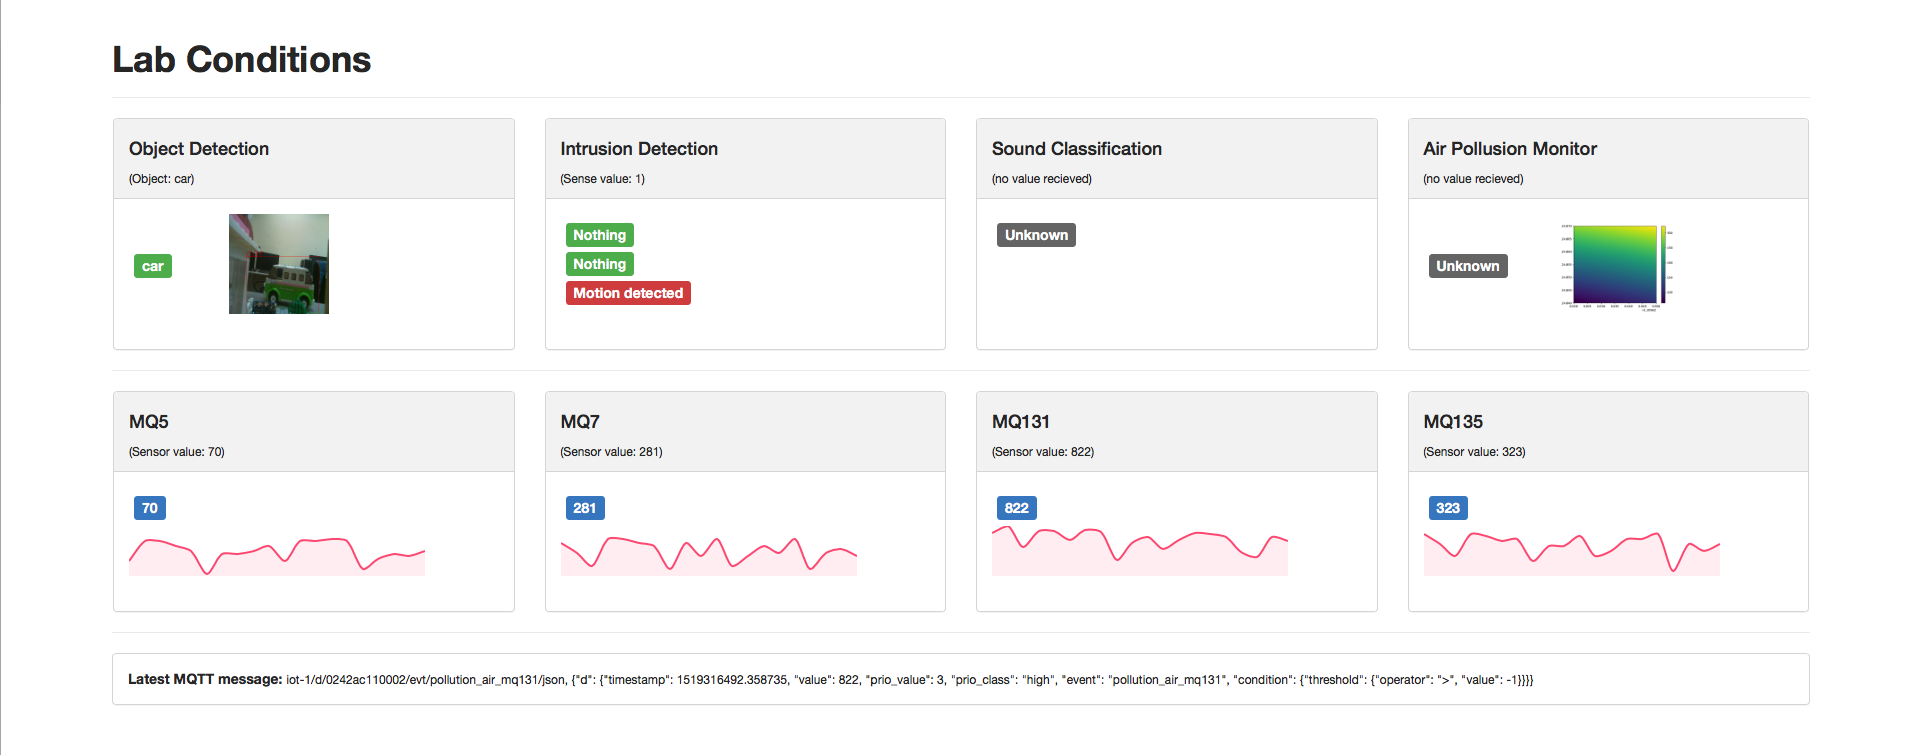 Lab Conditions
Object Detection
(Object: car)
car
Intrusion Detection
(Sense value: 1)
Nothing
Nothing
Motion detected
Sound Classification
(no value recieved)
Unknown
Air Pollusion Monitor
(no value recieved)
Unknown
MQ5
(Sensor value: 70)
70
MQ7
(Sensor value: 281)
281
MQ131
(Sensor value: 822)
822
MQ135
(Sensor value: 323)
323
Latest MQTT message: iot-1/d/0242ac110002/evt/pollution_air_mq131/json, {"d": {"timestamp": 1519316492.358735, "value": 822, "prio_value": 3, "prio_class": "high", "event": "pollution_air_mq131", "condition": {"threshold": {"operator": ">", "value": -1}}}}